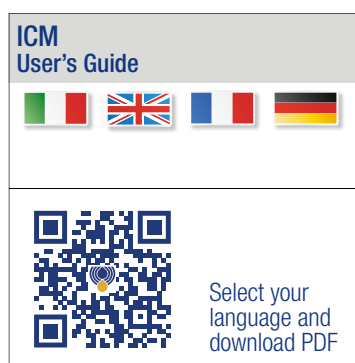 ICM
User's Guide
Select your
language and
download PDF